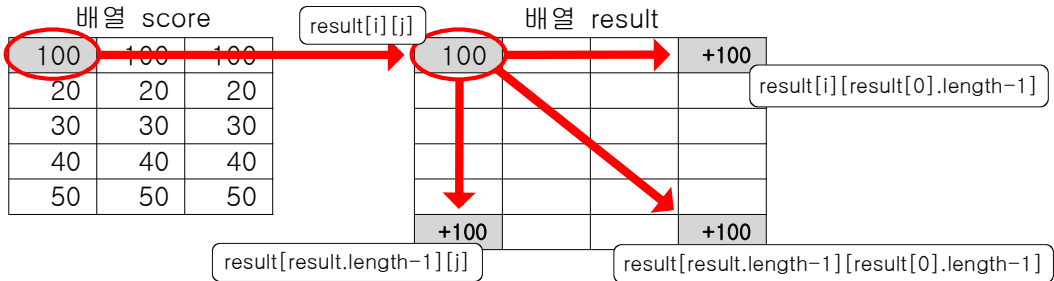 배열 score
result[i][j]
배열 result
100 100 100
20 20 20
30 30 30
40 40 40
50 50 50
100 +100
result[i][result[0].length-1]
+100 +100
result[result.length-1][j]
result[result.length-1][result[0].length-1]